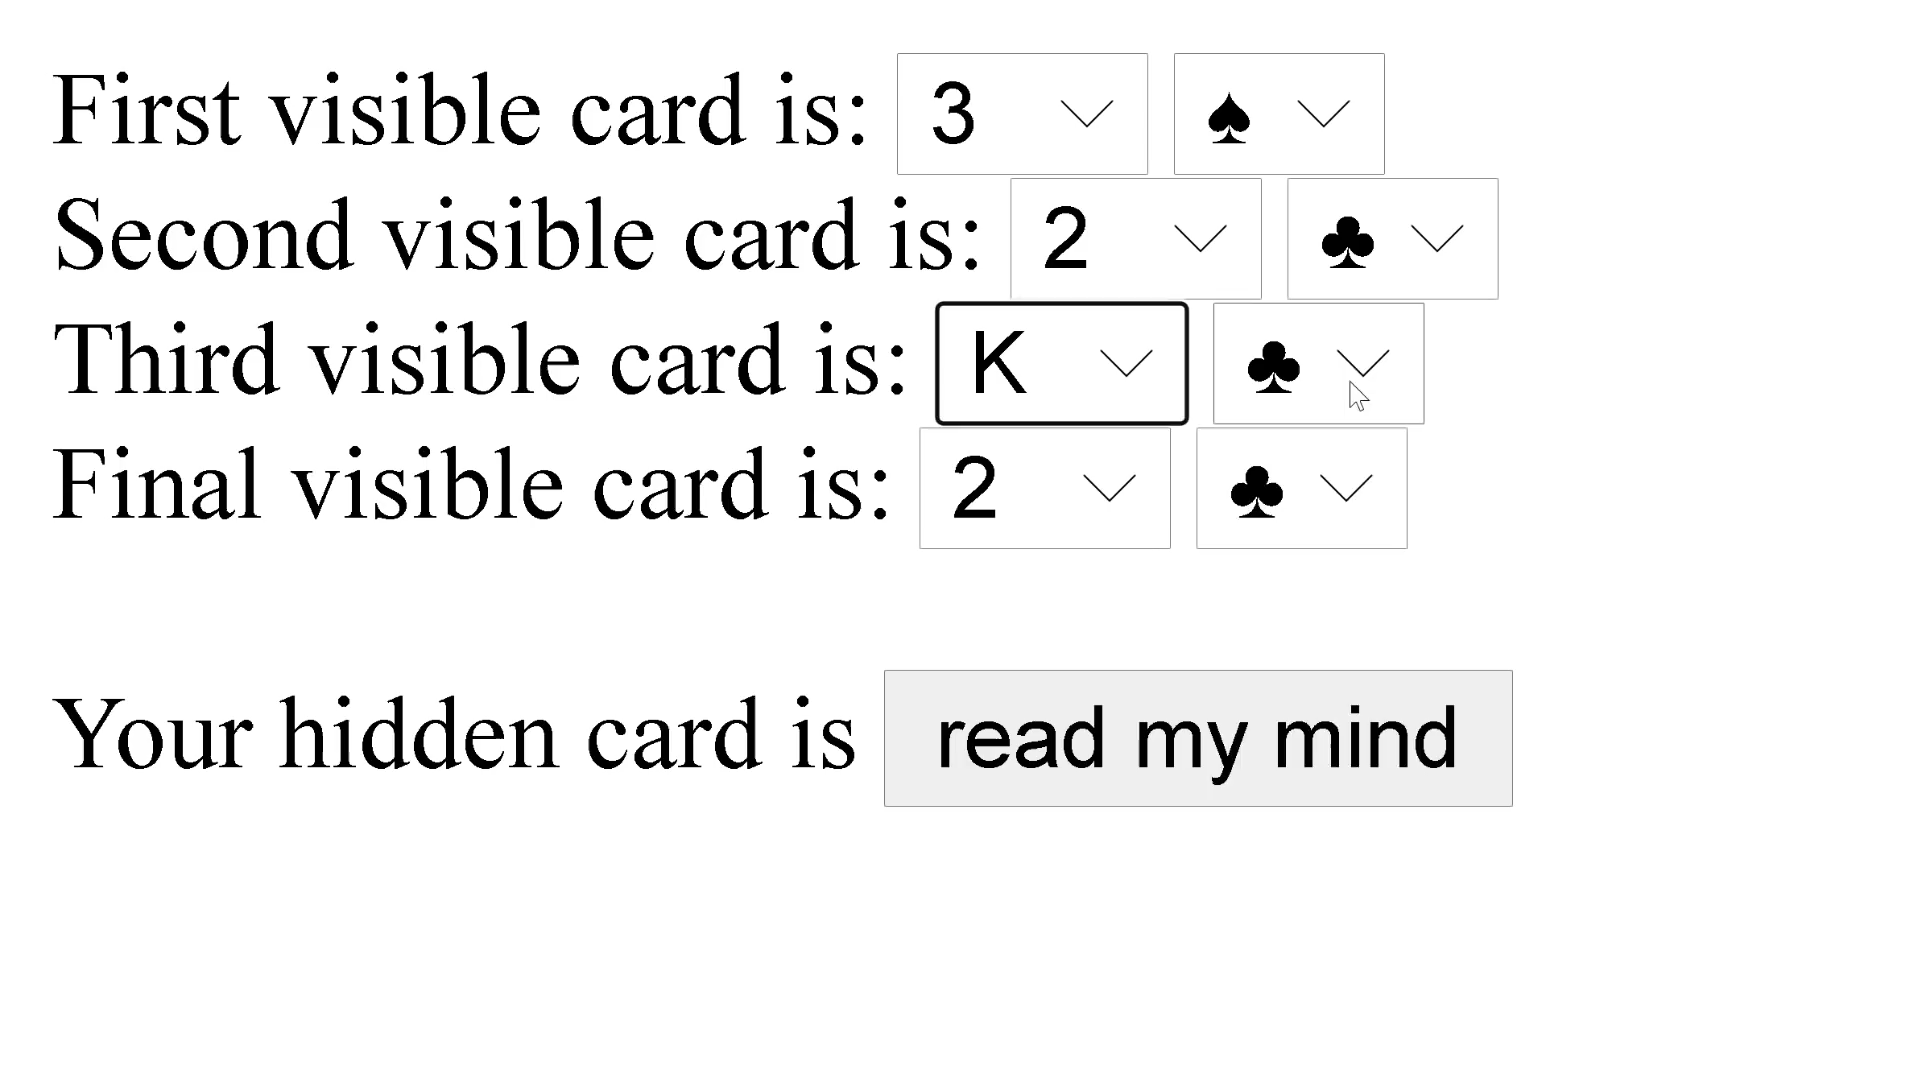 First visible card is: 3 ♠
Second visible card is: 2 ♣
Third visible card is: K ♣
Final visible card is: 2 ♣
Your hidden card is read my mind